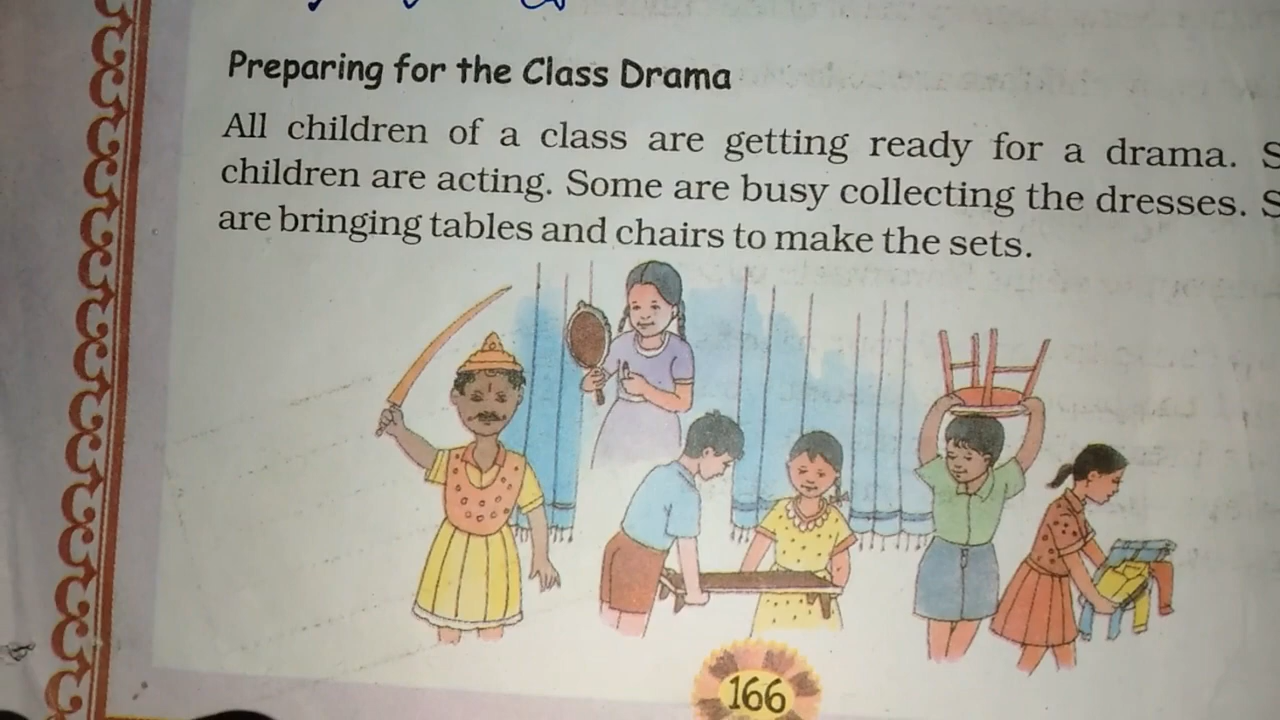 Preparing for the Class Drama
All children of a class are getting ready for a drama.
children are acting. Some are busy collecting the dresses.
are bringing tables and chairs to make the sets.
166